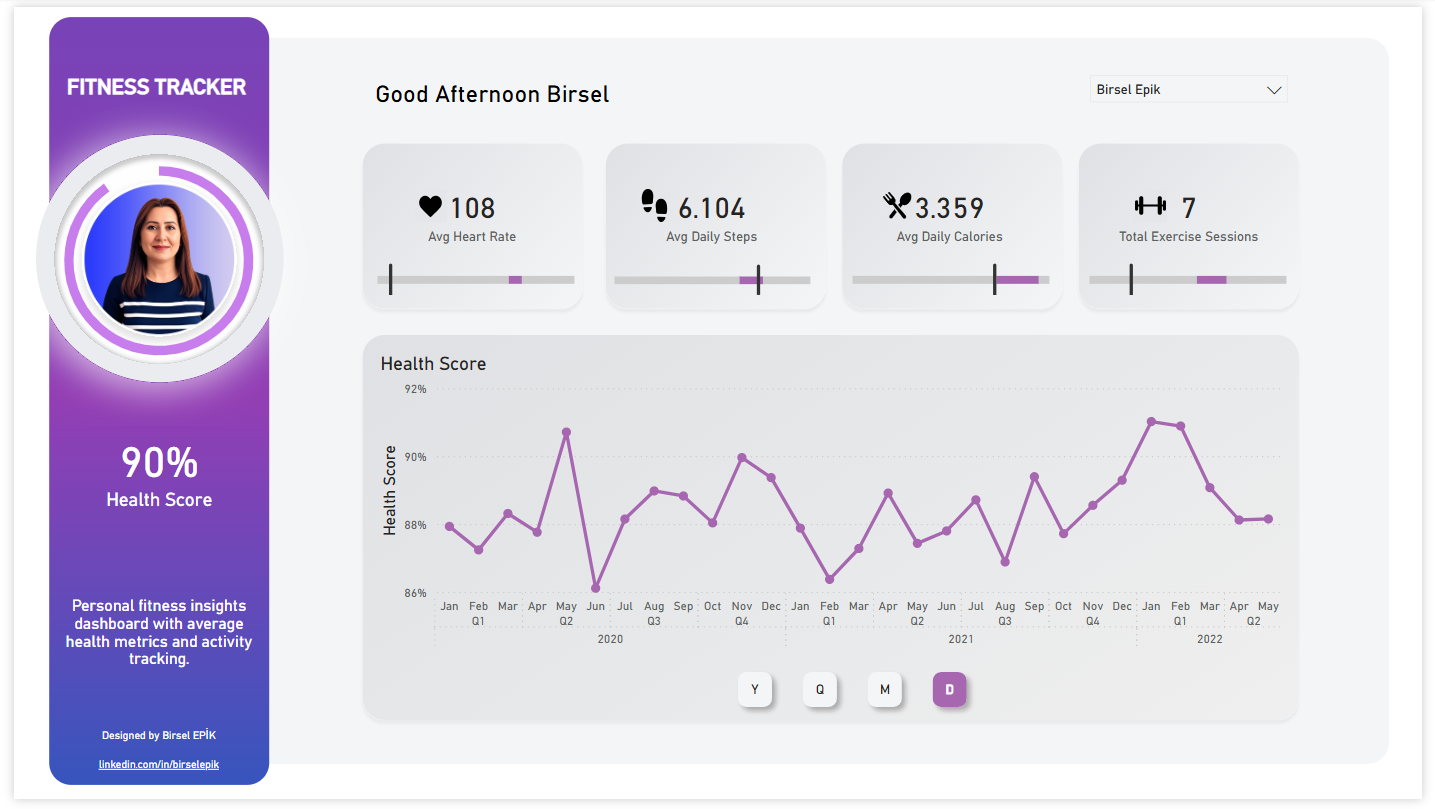 FITNESS TRACKER
90%
Health Score
Personal fitness insights
dashboard with average
health metrics and activity
tracking.
Designed by Birsel EPİK
linkedin.com/in/birselepik
Good Afternoon Birsel
Birsel Epik
108
Avg Heart Rate
6.104
Avg Daily Steps
3.359
Avg Daily Calories
7
Total Exercise Sessions
Health Score
Health Score
92%
90%
88%
86%
Jan Feb Mar Apr May Jun Jul Aug Sep Oct Nov Dec Jan Feb Mar Apr May Jun Jul Aug Sep Oct Nov Dec Jan Feb Mar Apr May
Q1 Q2 Q3 Q4 Q1 Q2 Q3 Q4 Q1 Q2
2020 2021 2022
Y Q M D